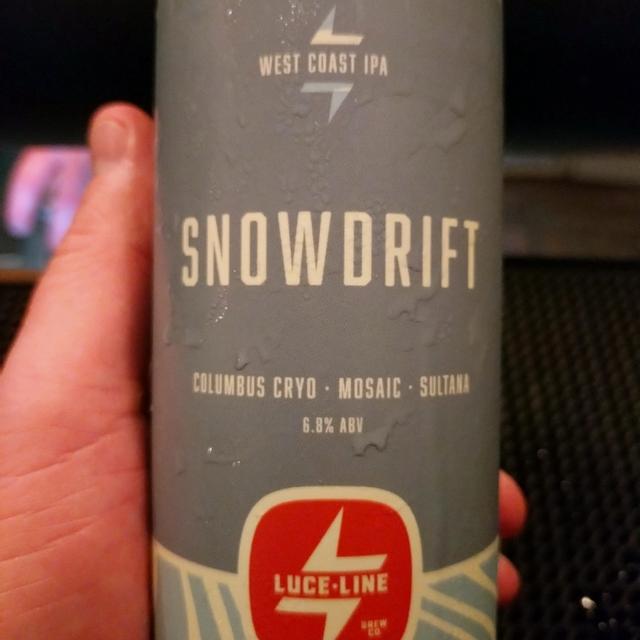 WEST COAST IPA
SNOWDRIFT
COLUMBUS CRYO · MOSAIC · SULTANA
6.8% ABV
LUCE·LINE
BREW
CO.